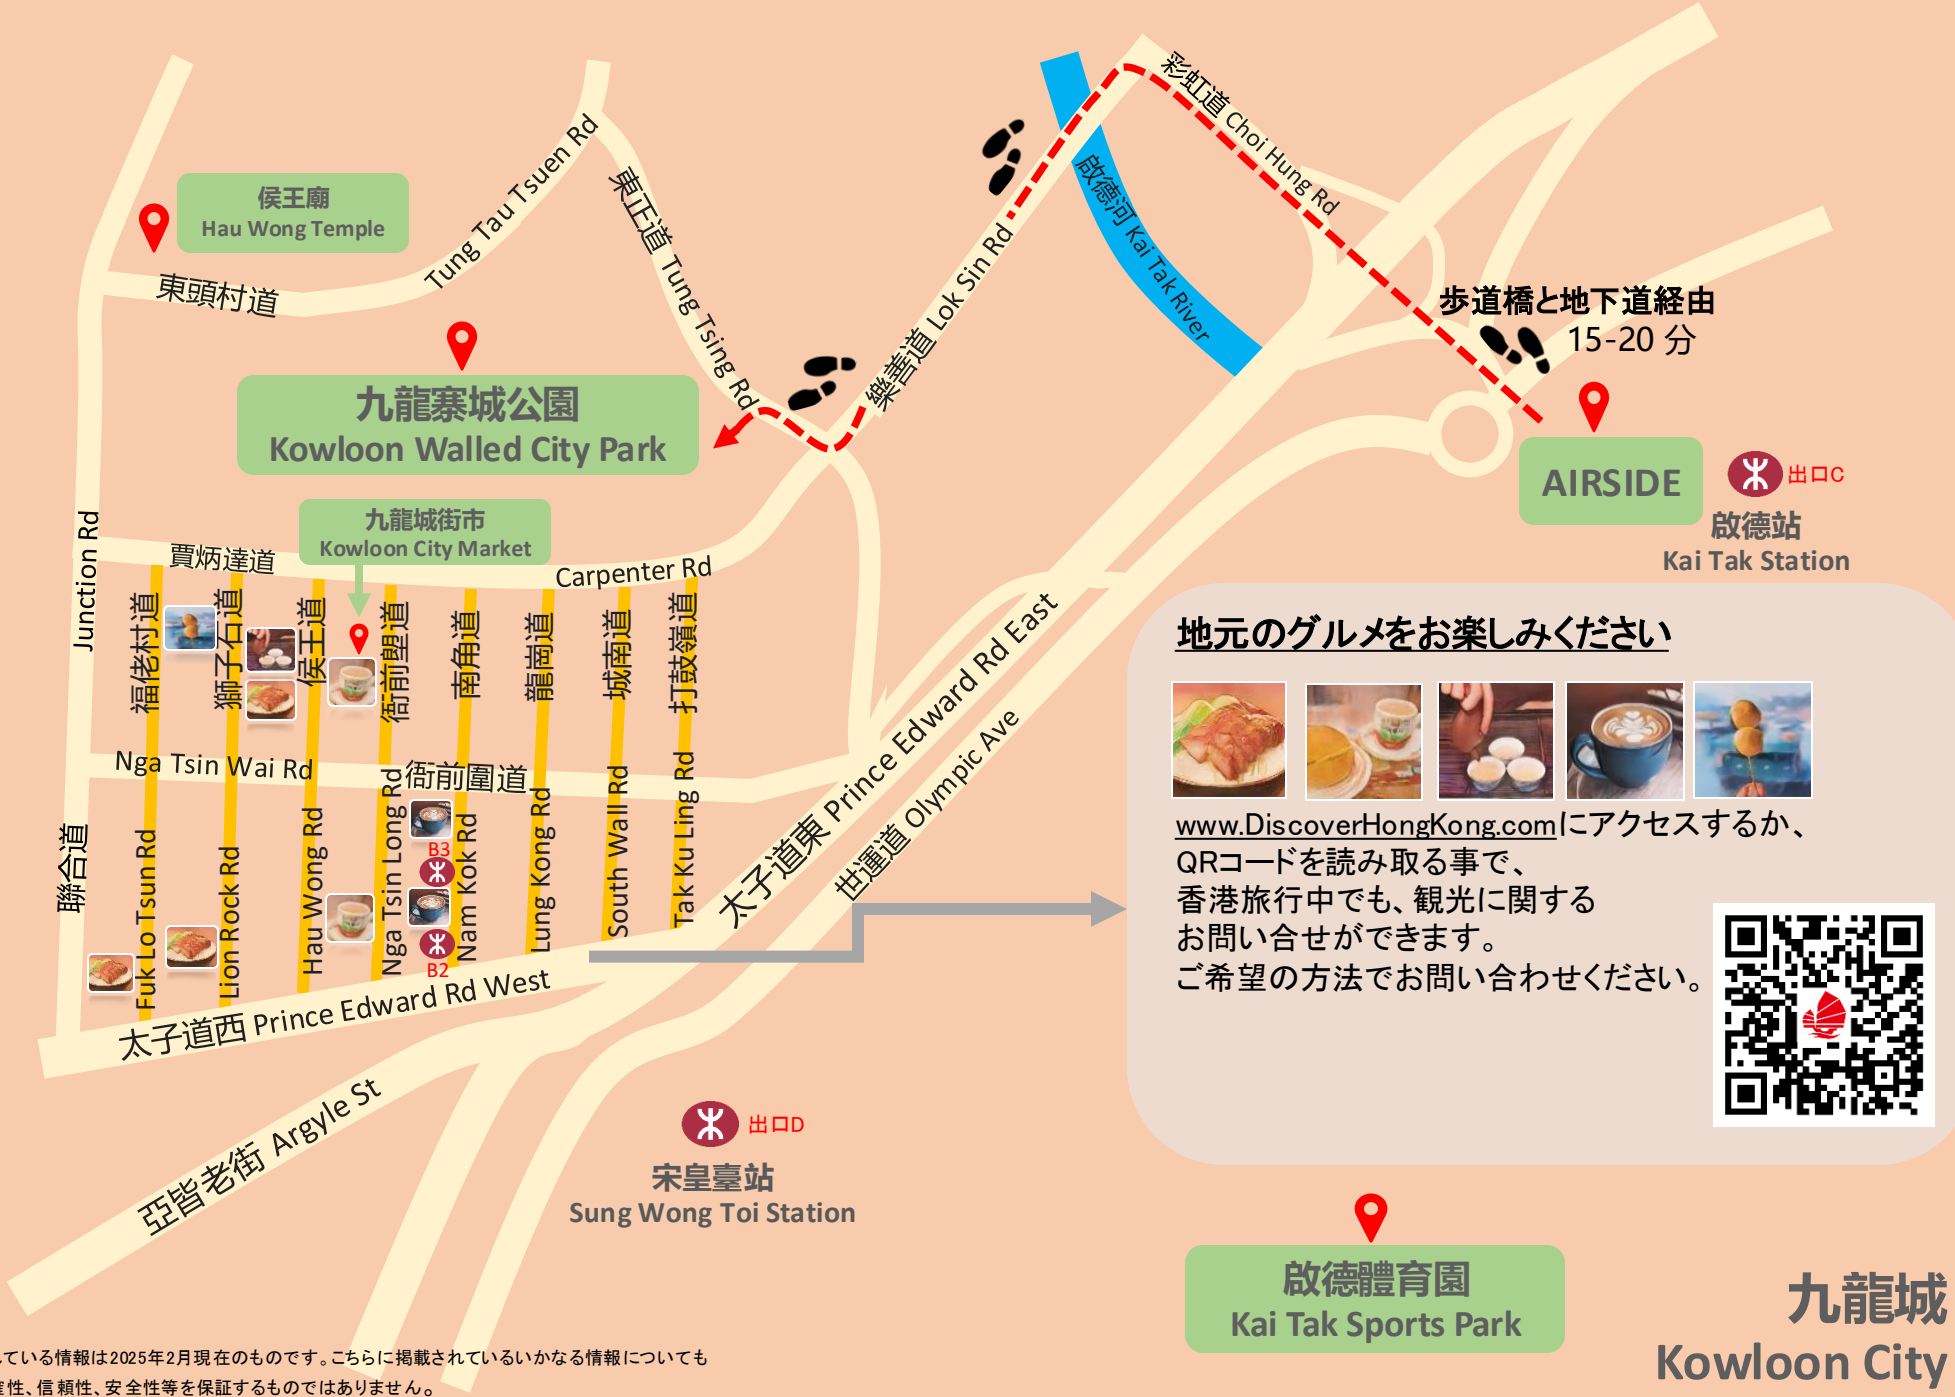 彩虹道 Choi Hung Rd
侯王廟
Hau Wong Temple
東頭村道
Tung Tau Tsuen Rd
東正道 Tung Tsing Rd
樂善道 Lok Sin Rd
啟德河 Kai Tak River
歩道橋と地下道経由
15-20 分
九龍寨城公園
Kowloon Walled City Park
AIRSIDE
出口C
啟德站
Kai Tak Station
九龍城街市
Kowloon City Market
Junction Rd
聯合道
賈炳達道
Carpenter Rd
福佬村道
獅子石道
侯王道
衙前塱道
南角道
龍崗道
城南道
打鼓嶺道
Nga Tsin Wai Rd
衙前圍道
Fuk Lo Tsun Rd
Lion Rock Rd
Hau Wong Rd
Nga Tsin Long Rd
B3
B2
Nam Kok Rd
Lung Kong Rd
South Wall Rd
Tak Ku Ling Rd
太子道東 Prince Edward Rd East
世運道 Olympic Ave
太子道西 Prince Edward Rd West
亞皆老街 Argyle St
出口D
宋皇臺站
Sung Wong Toi Station
地元のグルメをお楽しみください
www.DiscoverHongKong.comにアクセスするか、
QRコードを読み取る事で、
香港旅行中でも、観光に関する
お問い合せができます。
ご希望の方法でお問い合わせください。
啟德體育園
Kai Tak Sports Park
九龍城
Kowloon City
ている情報は2025年2月現在のものです。こちらに掲載されているいかなる情報についても
性、信頼性、安全性等を保証するものではありません。